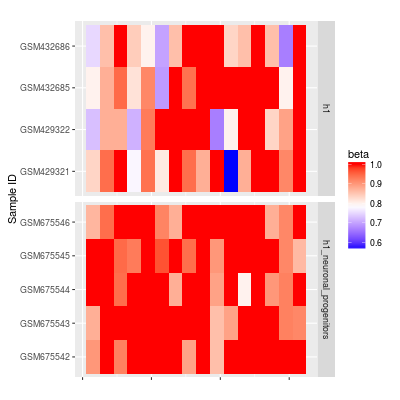 GSM432686
GSM432685
GSM429322
GSM429321
h1
GSM675546
GSM675545
GSM675544
GSM675543
GSM675542
h1_neuronal_progenitors
Sample ID
beta
1.0
0.9
0.8
0.7
0.6